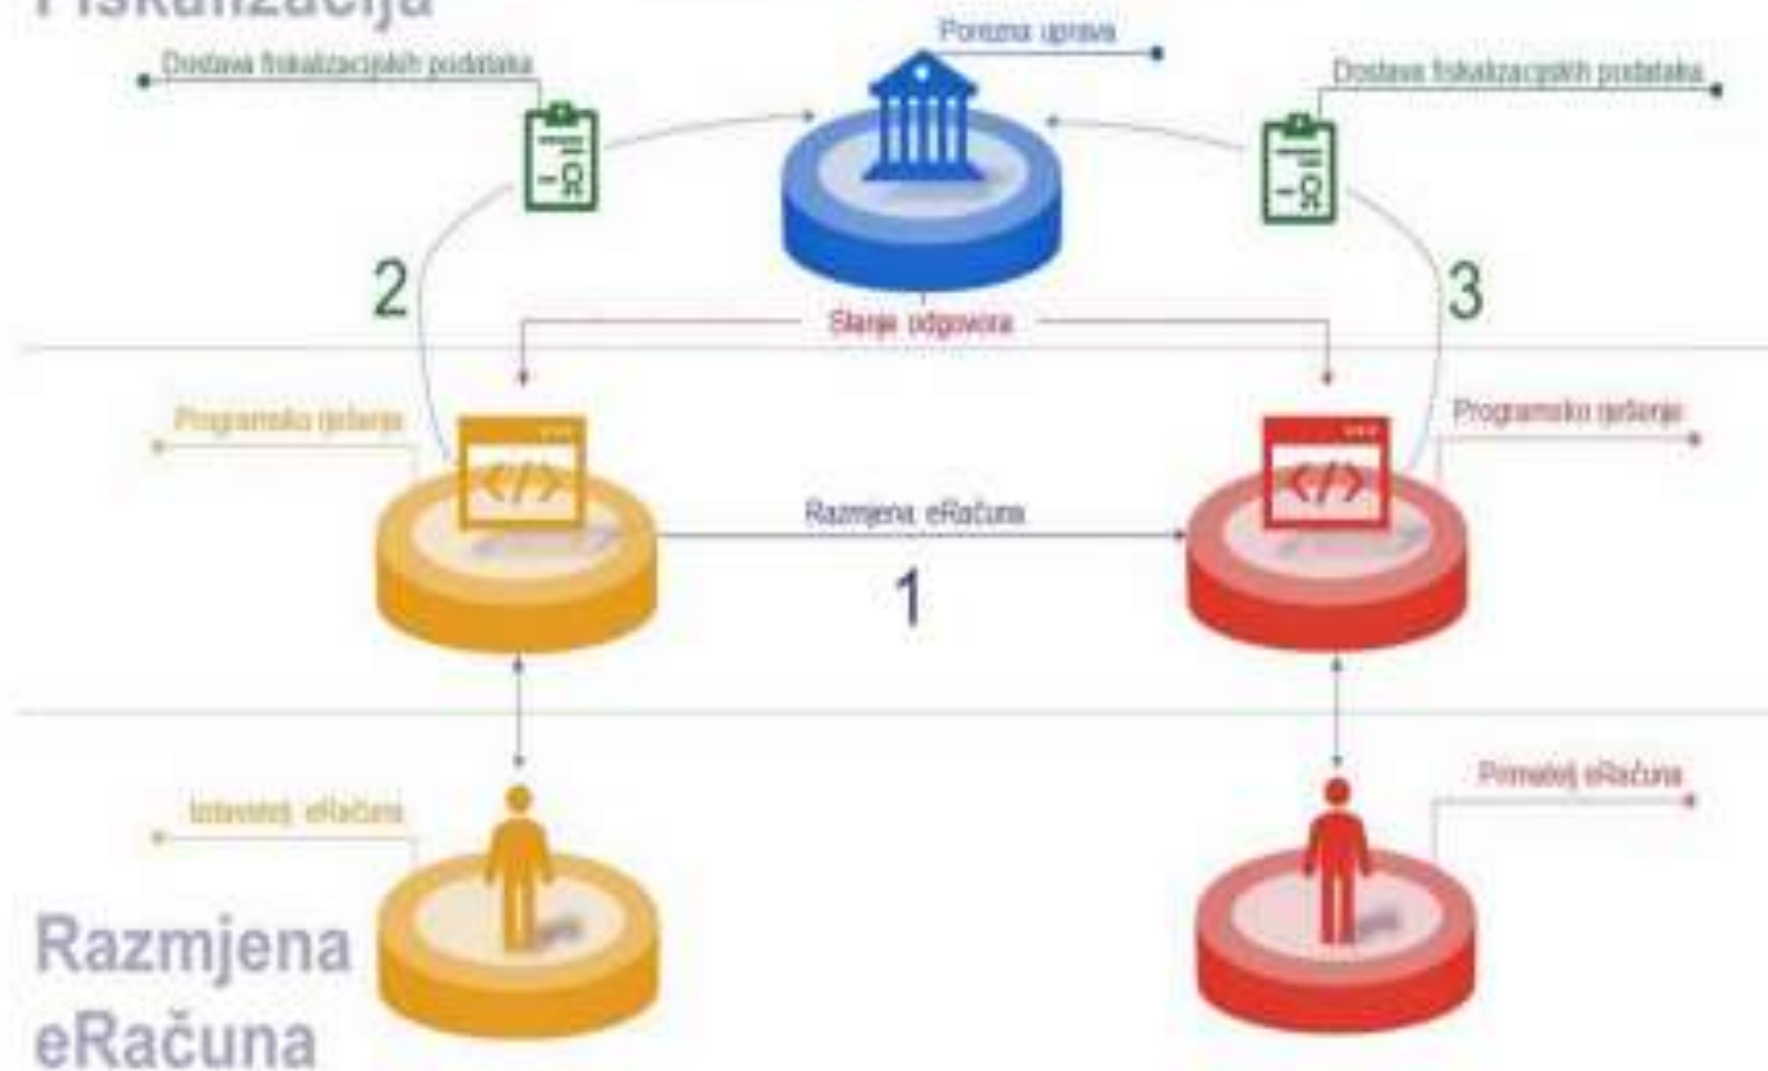 Fiskalizacija
Porezna uprava
Dostava fiskalizacijskih podataka
Dostava fiskalizacijskih podataka
2
3
Slanje odgovora
Programsko rješenje
Programsko rješenje
Razmjena eRačuna
1
Primatelj eRačuna
Izdavatelj eRačuna
Razmjena
eRačuna